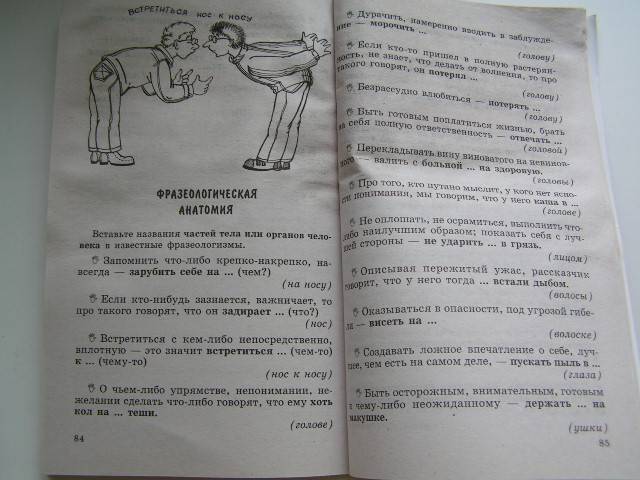 ВСТРЕТИТЬСЯ НОС К НОСУ
ФРАЗЕОЛОГИЧЕСКАЯ
АНАТОМИЯ
Вставьте названия частей тела или органов чело-
века в известные фразеологизмы.
Запомнить что-либо крепко-накрепко, на-
всегда — зарубить себе на ... (чем?)
(на носу)
Если кто-нибудь зазнается, важничает, то
про такого говорят, что он задирает ... (что?)
(нос)
Встретиться с кем-либо непосредственно,
вплотную — это значит встретиться ... (чем-то)
к ... (чему-то)
(нос к носу)
О чьем-либо упрямстве, непонимании, не-
желании сделать что-либо говорят, что ему хоть
кол на ... теши.
(голове)
84
Дурачить, намеренно вводить в заблужде-
ние — морочить ...
(голову)
Если кто-то пришел в полную растерян-
ность, не знает, что делать от волнения, то про
такого говорят, он потерял ...
(голову)
Безрассудно влюбиться — потерять ...
(голову)
Быть готовым поплатиться жизнью, брать
на себя полную ответственность — отвечать ...
(головой)
Перекладывать вину виноватого на невинов-
ного — валить с больной ... на здоровую.
(головы)
Про того, кто путано мыслит, у кого нет ясно-
сти понимания, мы говорим, что у него каша в ...
(голове)
Не оплошать, не осрамиться, выполнить что-
либо наилучшим образом; показать себя с луч-
шей стороны — не ударить ... в грязь.
(лицом)
Описывая пережитый ужас, рассказчик
говорит, что у него тогда ... встали дыбом.
(волосы)
Оказываться в опасности, под угрозой гибе-
ли — висеть на ...
(волоске)
Создавать ложное впечатление о себе, луч-
шее, чем есть на самом деле, — пускать пыль в ...
(глаза)
Быть осторожным, внимательным, готовым
к чему-либо неожиданному — держать ... на
макушке.
(ушки)
85